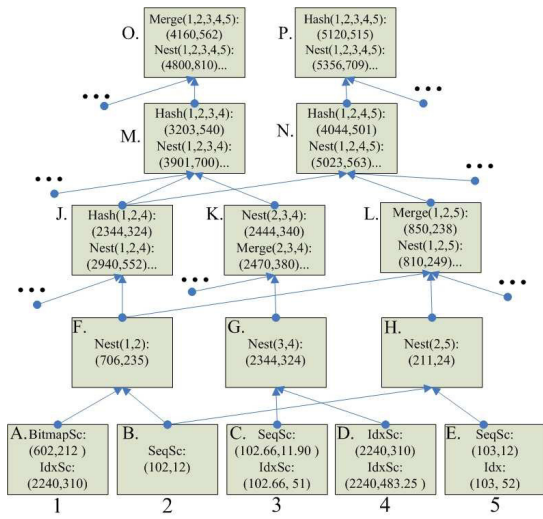 O. Merge(1,2,3,4,5):
(4160,562)
Nest(1,2,3,4,5):
(4800,810)...
P. Hash(1,2,3,4,5):
(5120,515)
Nest(1,2,3,4,5):
(5356,709)...
...
...
M. Hash(1,2,3,4):
(3203,540)
Nest(1,2,3,4):
(3901,700)...
N. Hash(1,2,4,5):
(4044,501)
Nest(1,2,4,5):
(5023,563)...
...
...
J. Hash(1,2,4):
(2344,324)
Nest(1,2,4):
(2940,552)...
K. Nest(2,3,4):
(2444,340)
Merge(2,3,4):
(2470,380)...
L. Merge(1,2,5):
(850,238)
Nest(1,2,5):
(810,249)...
...
...
...
F.
Nest(1,2):
(706,235)
G.
Nest(3,4):
(2344,324)
H.
Nest(2,5):
(211,24)
A. BitmapSc:
(602,212 )
IdxSc:
(2240,310)
B.
SeqSc:
(102,12)
C. SeqSc:
(102.66,11.90 )
IdxSc:
(102.66, 51)
D. IdxSc:
(2240,310)
IdxSc:
(2240,483.25 )
E. SeqSc:
(103,12)
Idx:
(103, 52)
1 2 3 4 5